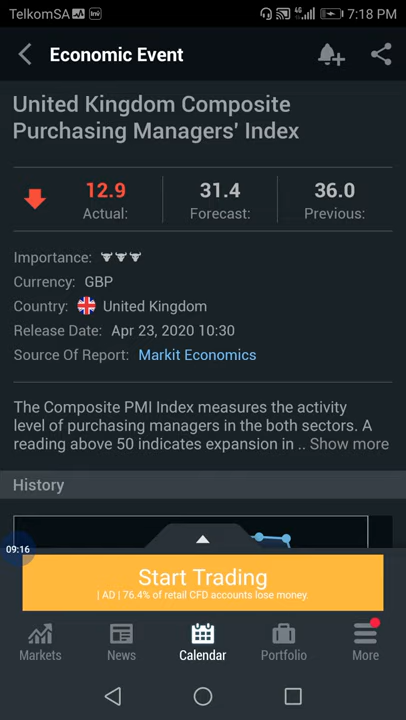 TelkomSA 7:18 PM
Economic Event
United Kingdom Composite
Purchasing Managers' Index
12.9 31.4 36.0
Actual: Forecast: Previous:
Importance:
Currency: GBP
Country: United Kingdom
Release Date: Apr 23, 2020 10:30
Source Of Report: Markit Economics
The Composite PMI Index measures the activity
level of purchasing managers in the both sectors. A
reading above 50 indicates expansion in .. Show more
History
09:16
Start Trading
| AD | 76.4% of retail CFD accounts lose money.
Markets News Calendar Portfolio More